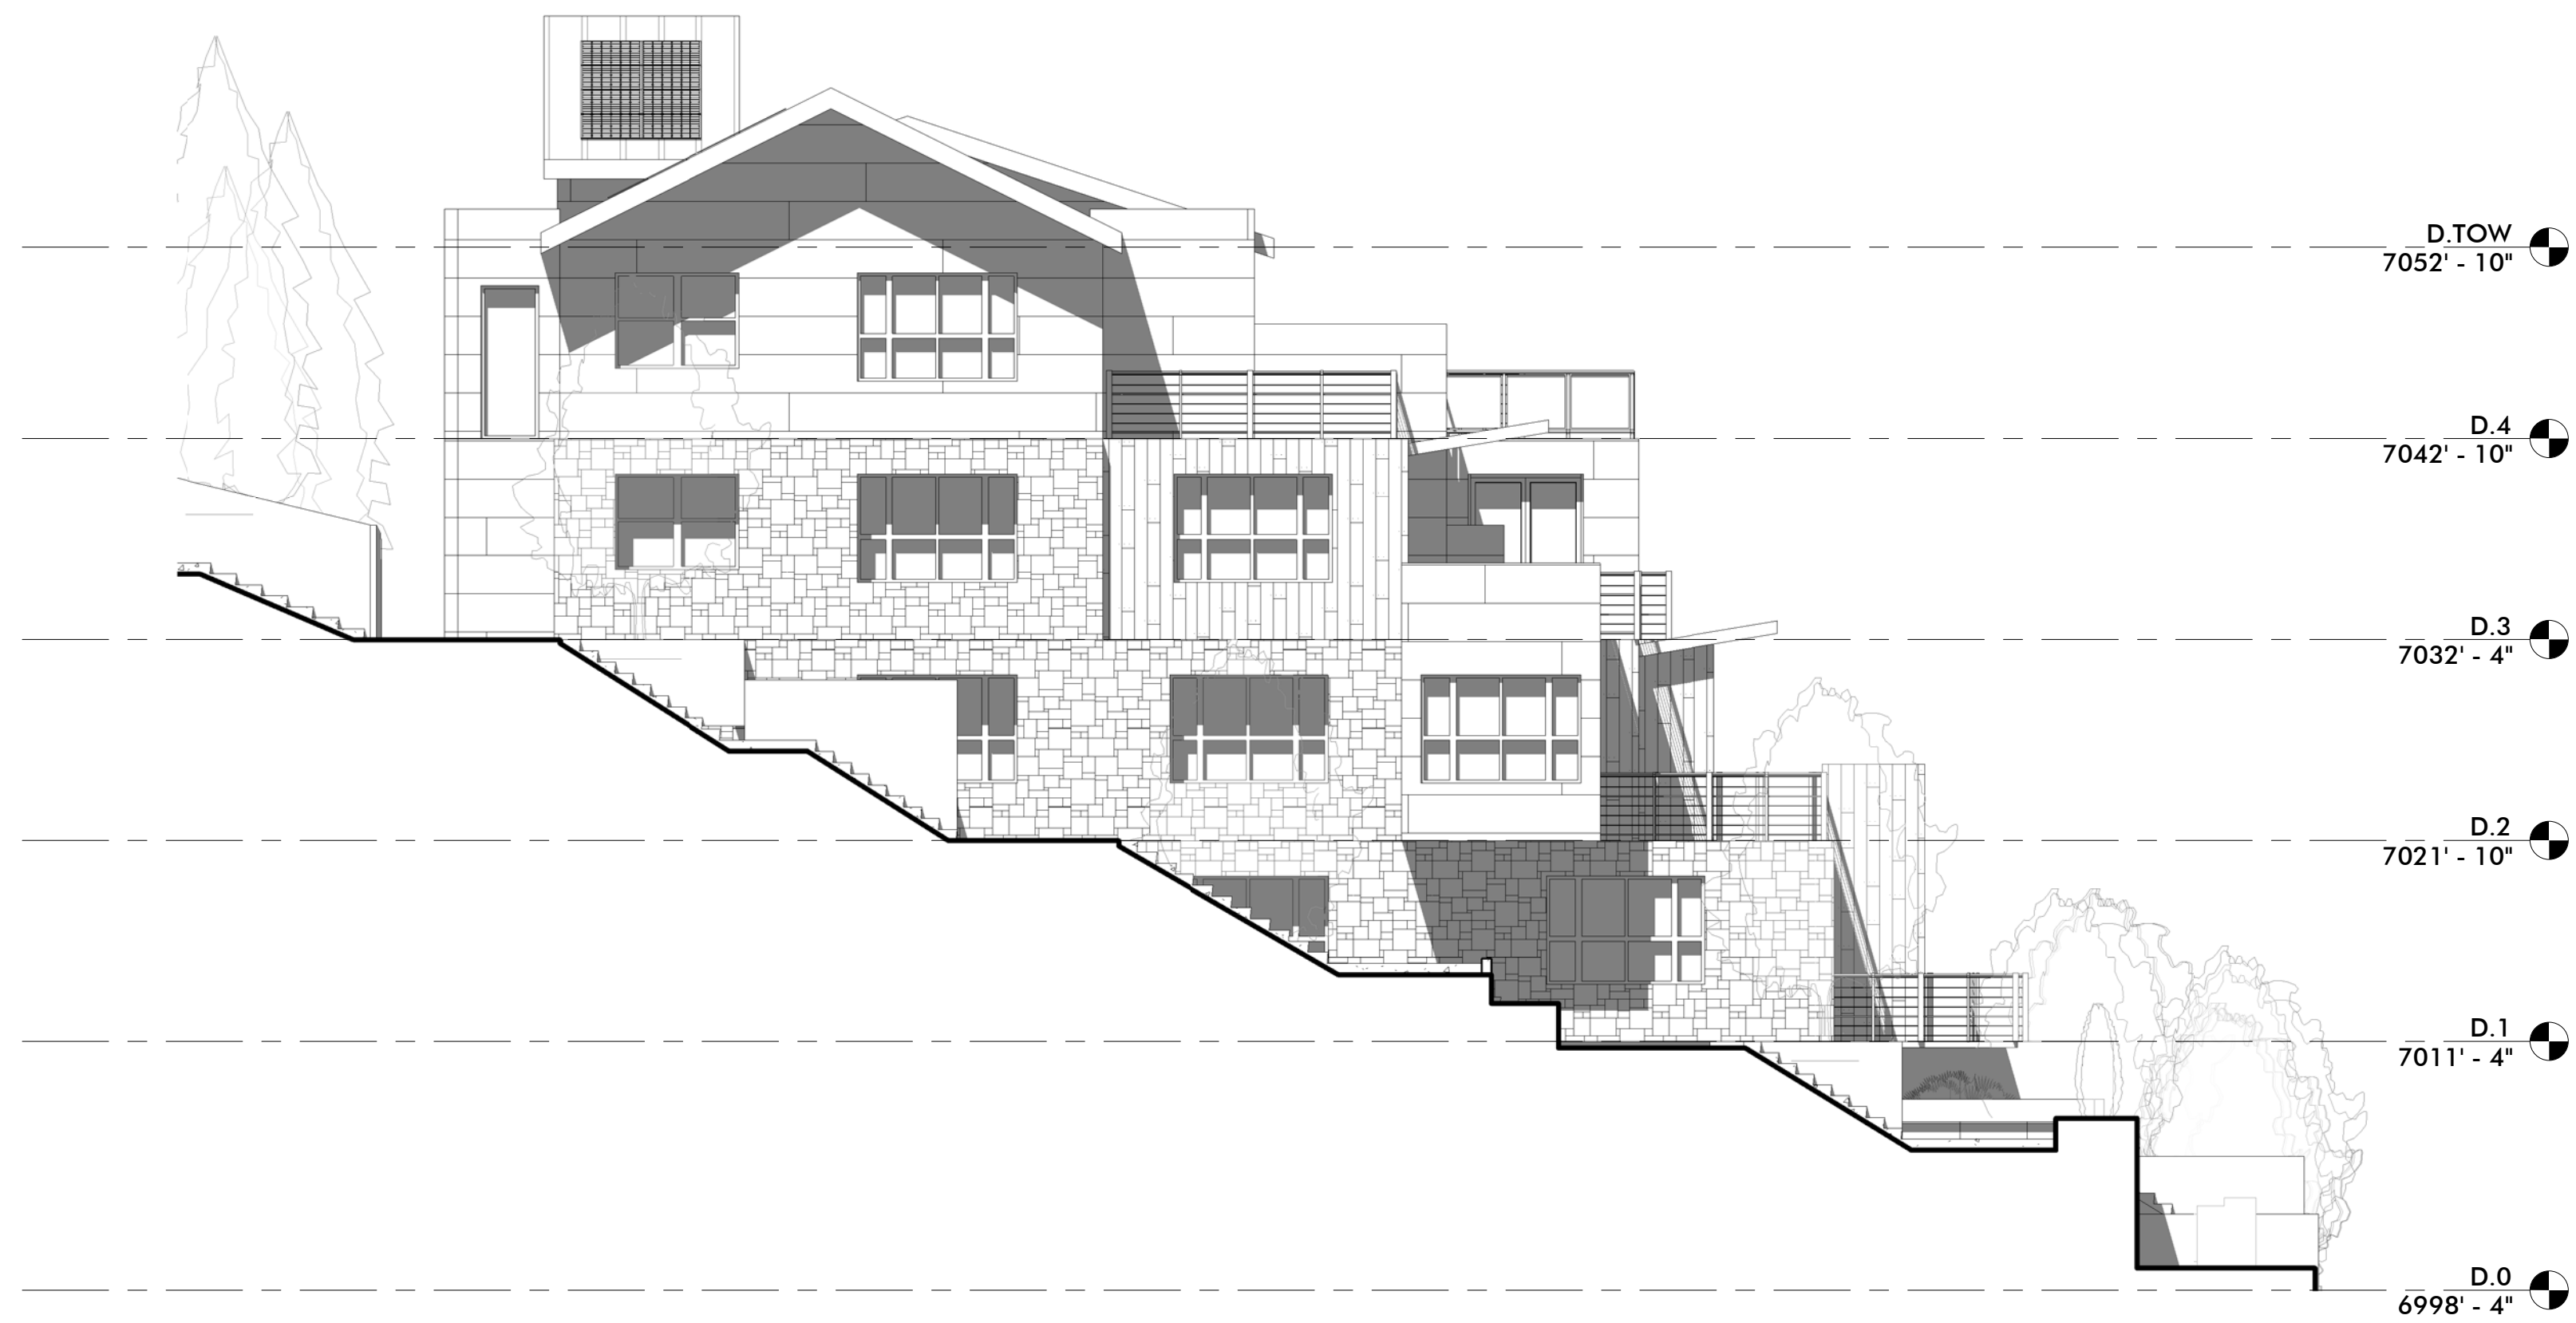 D.TOW
7052' - 10"
D.4
7042' - 10"
D.3
7032' - 4"
D.2
7021' - 10"
D.1
7011' - 4"
D.0
6998' - 4"